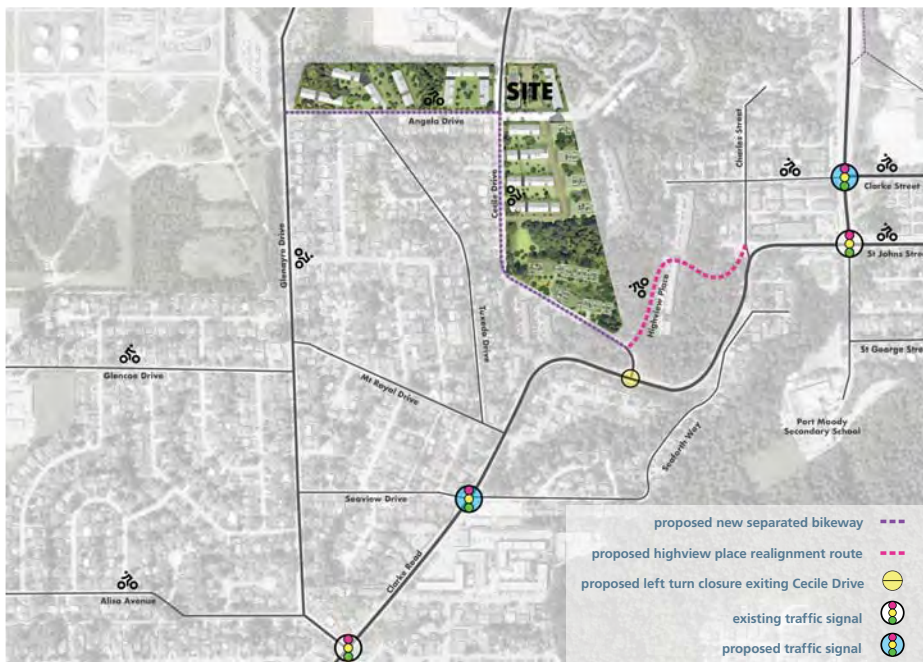 SITE
Angela Drive
Cecile Drive
Glenayre Drive
Tuxedo Drive
Charles Street
Clarke Street
St Johns Stre
Highview Place
St George Stre
Glencoe Drive
Mt Royal Drive
Port Moody
Secondary School
Seaforth Way
Seaview Drive
Clarke Road
Alisa Avenue
proposed new separated bikeway
proposed highview place realignment route
proposed left turn closure exiting Cecile Drive
existing traffic signal
proposed traffic signal